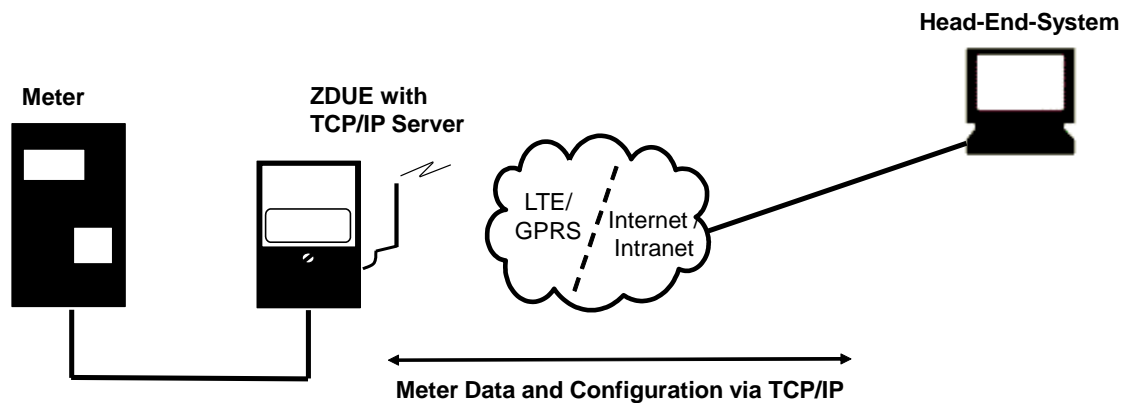 Head-End-System
Meter
ZDUE with
TCP/IP Server
LTE/
GPRS
Internet /
Intranet
Meter Data and Configuration via TCP/IP